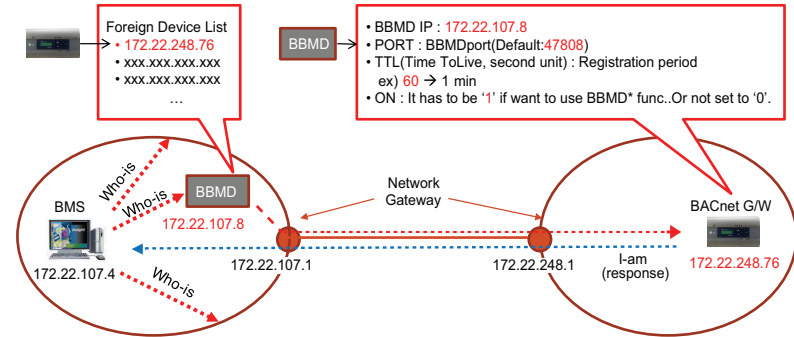 Foreign Device List
• 172.22.248.76
• xxx.xxx.xxx.xxx
• xxx.xxx.xxx.xxx
...
BBMD
• BBMD IP : 172.22.107.8
• PORT : BBMDport(Default:47808)
• TTL(Time ToLive, second unit) : Registration period
ex) 60 → 1 min
• ON : It has to be ‘1’ if want to use BBMD* func..Or not set to ‘0’.
Who-is
BMS
Who-is
BBMD
172.22.107.8
172.22.107.4
Who-is
Network
Gateway
172.22.107.1
172.22.248.1
BACnet G/W
I-am
(response)
172.22.248.76